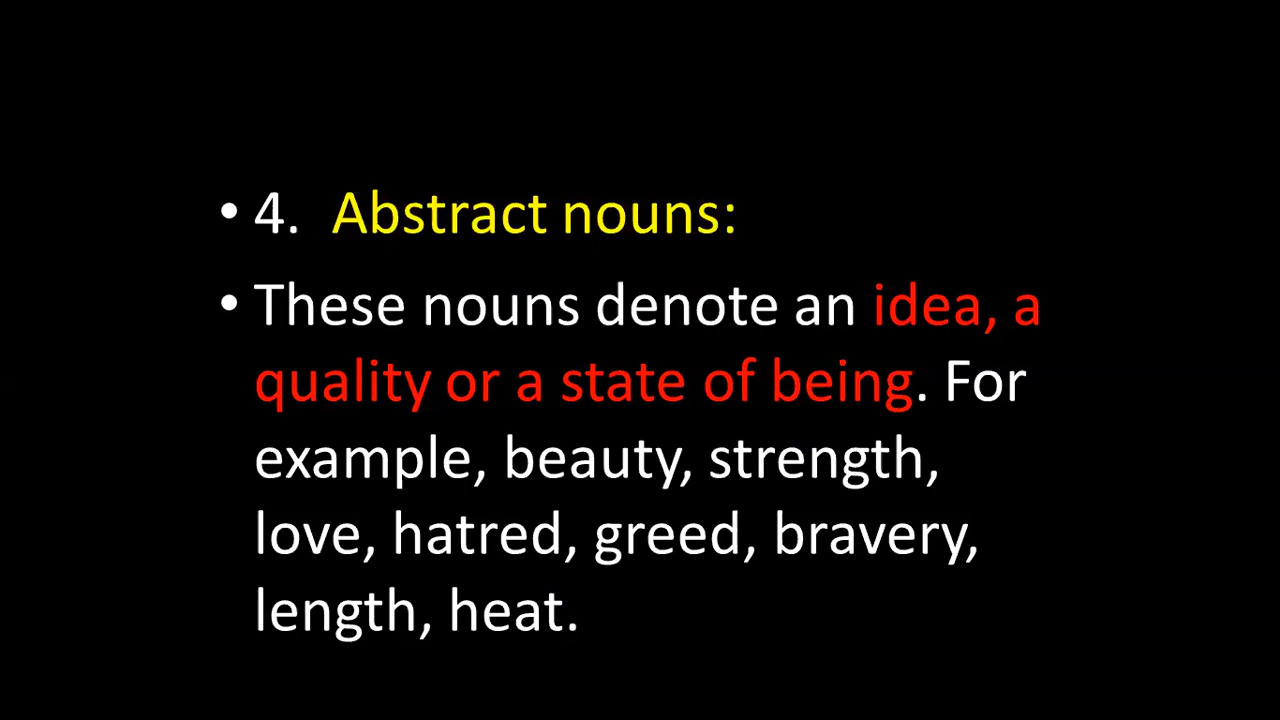 • 4. Abstract nouns:
• These nouns denote an idea, a
quality or a state of being. For
example, beauty, strength,
love, hatred, greed, bravery,
length, heat.